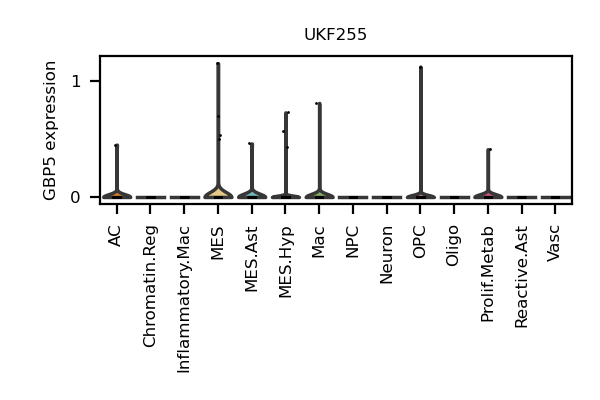 UKF255
GBP5 expression
1
0
AC
Chromatin.Reg
Inflammatory.Mac
MES
MES.Ast
MES.Hyp
Mac
NPC
Neuron
OPC
Oligo
Prolif.Metab
Reactive.Ast
Vasc